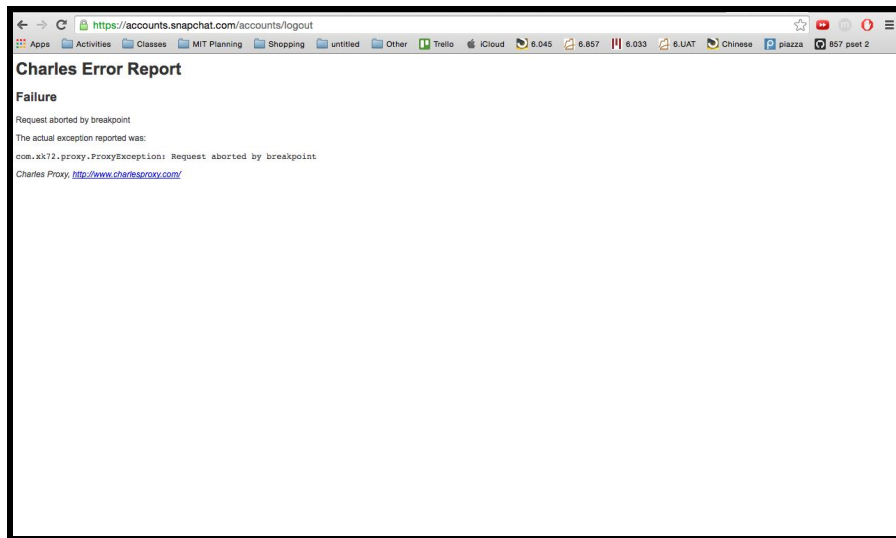 https://accounts.snapchat.com/accounts/logout
Apps Activities Classes MIT Planning Shopping untitled Other Trello iCloud 6.045 6.857 6.033 6.UAT Chinese piazza 857 pset 2
Charles Error Report
Failure
Request aborted by breakpoint
The actual exception reported was:
com.xk72.proxy.ProxyException: Request aborted by breakpoint
Charles Proxy, http://www.charlesproxy.com/